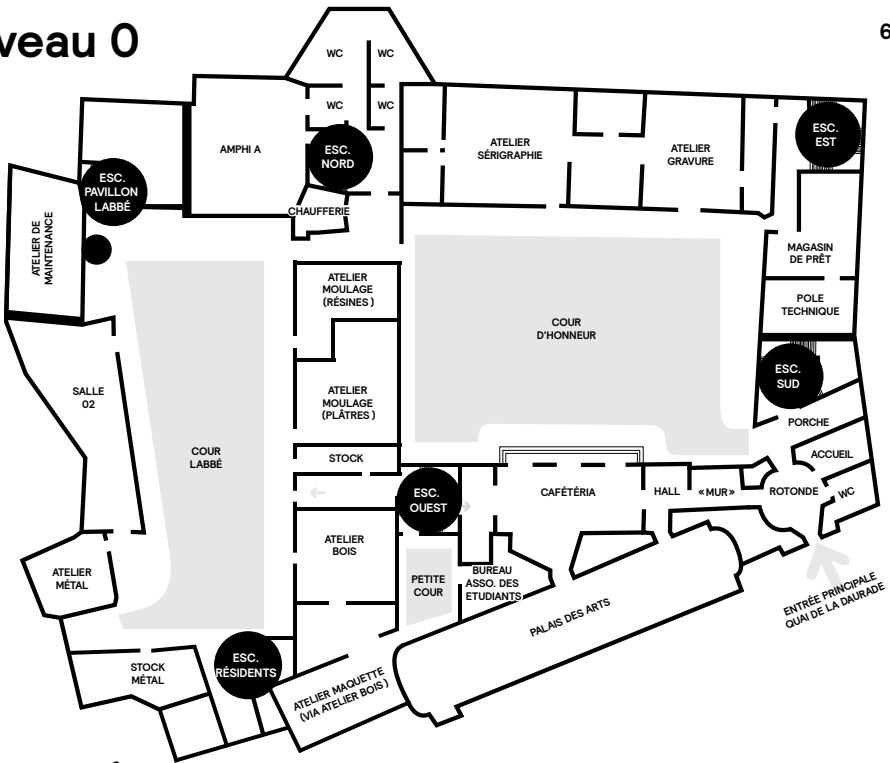 veau 0
6
WC
WC
WC
WC
AMPHI A
ESC.
NORD
ATELIER
SÉRIGRAPHIE
ATELIER
GRAVURE
ESC.
EST
ESC.
PAVILLON
LABBÉ
CHAUFFERIE
ATELIER DE
MAINTENANCE
MAGASIN
DE PRÊT
ATELIER
MOULAGE
(RÉSINES )
POLE
TECHNIQUE
COUR
D'HONNEUR
ESC.
SUD
SALLE
02
ATELIER
MOULAGE
(PLÂTRES )
PORCHE
COUR
LABBÉ
STOCK
ACCUEIL
ESC.
OUEST
CAFÉTÉRIA
HALL
«MUR»
ROTONDE
WC
ATELIER
BOIS
ATELIER
MÉTAL
PETITE
COUR
BUREAU
ASSO. DES
ETUDIANTS
PALAIS DES ARTS
ENTRÉE PRINCIPALE
QUAI DE LA DAURADE
STOCK
MÉTAL
ESC.
RÉSIDENTS
ATELIER MAQUETTE
(VIA ATELIER BOIS )